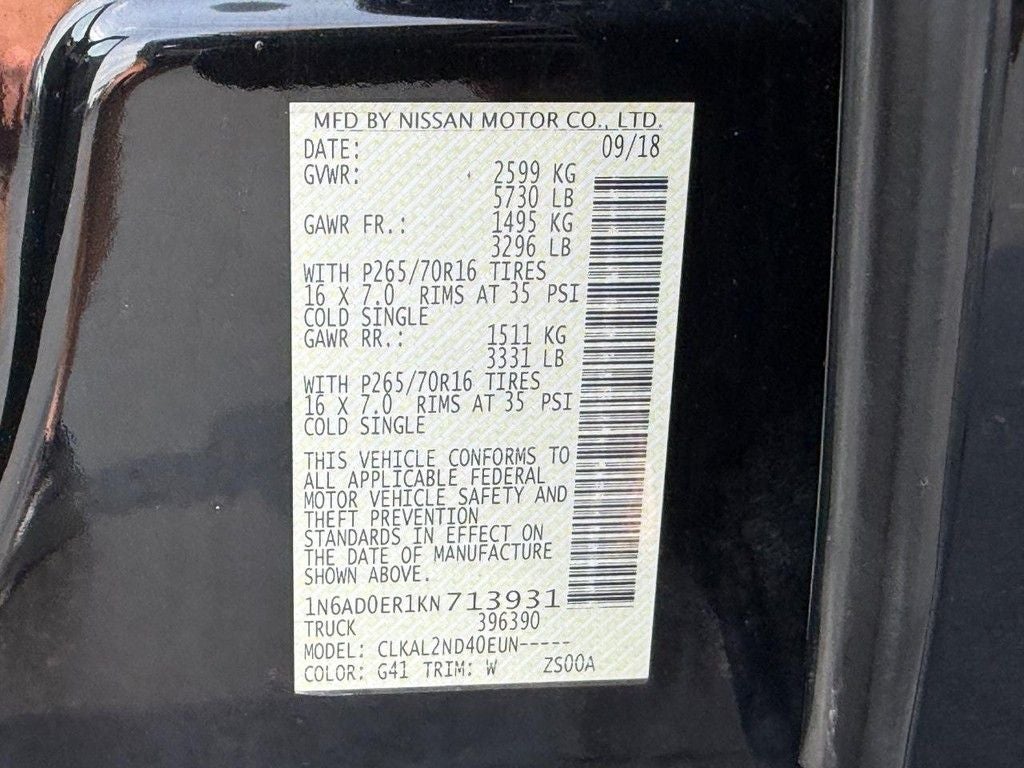 MFD BY NISSAN MOTOR CO., LTD.
DATE: 09/18
GVWR: 2599 KG
5730 LB
GAWR FR.: 1495 KG
3296 LB
WITH P265/70R16 TIRES
16 X 7.0 RIMS AT 35 PSI
COLD SINGLE
GAWR RR.: 1511 KG
3331 LB
WITH P265/70R16 TIRES
16 X 7.0 RIMS AT 35 PSI
COLD SINGLE
THIS VEHICLE CONFORMS TO
ALL APPLICABLE FEDERAL
MOTOR VEHICLE SAFETY AND
THEFT PREVENTION
STANDARDS IN EFFECT ON
THE DATE OF MANUFACTURE
SHOWN ABOVE.
1N6AD0ER1KN713931
TRUCK 396390
MODEL: CLKAL2ND40EUN-----
COLOR: G41 TRIM: W ZS00A